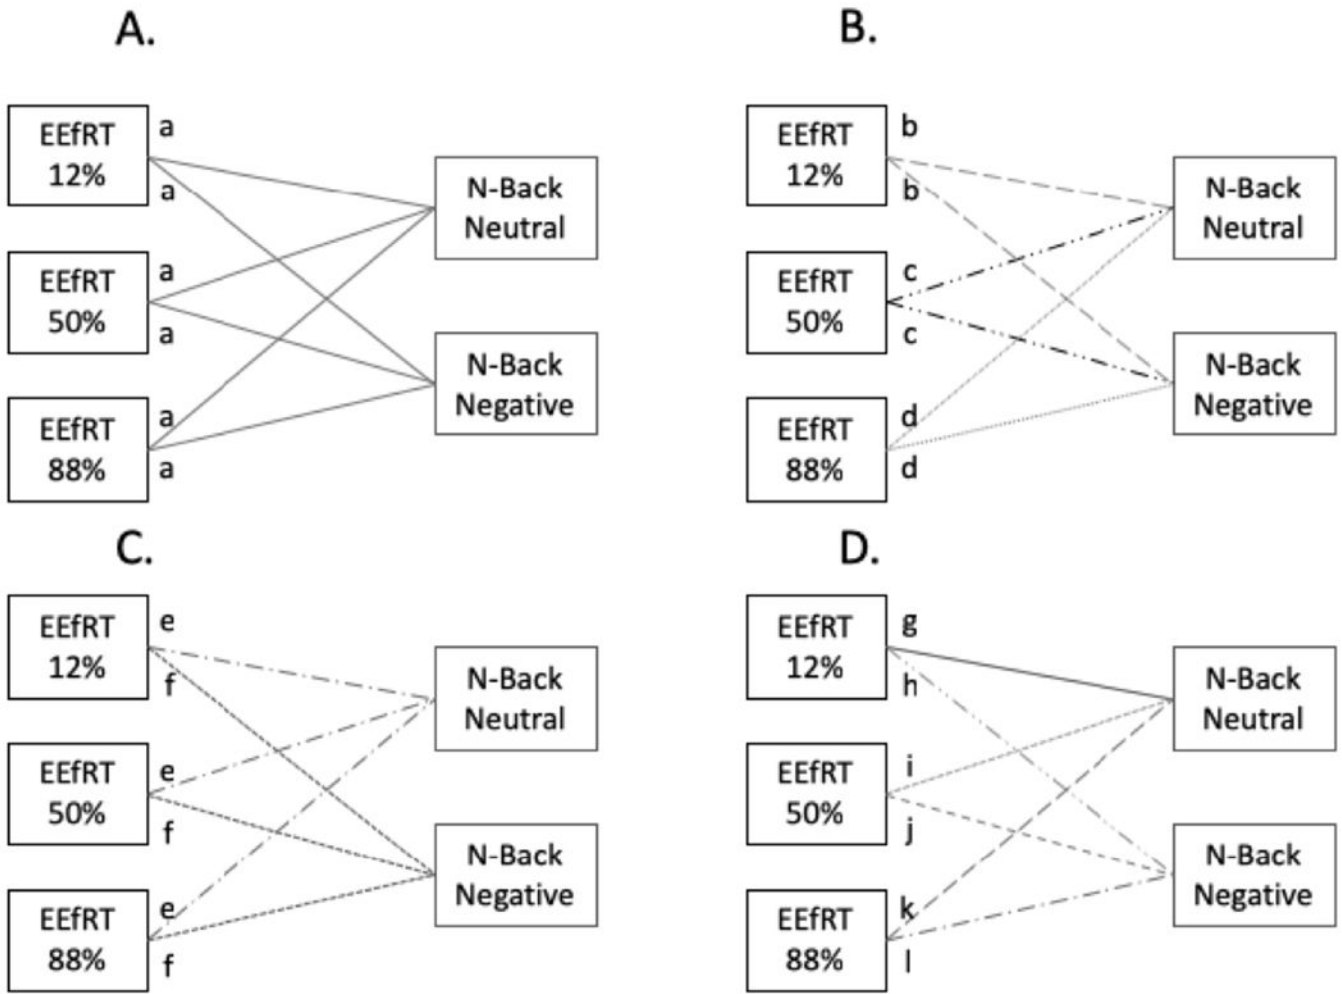 A.
EEfRT
12%
a
a
EEfRT
50%
a
a
EEfRT
88%
a
a
N-Back
Neutral
N-Back
Negative
B.
EEfRT
12%
b
b
EEfRT
50%
c
c
EEfRT
88%
d
d
N-Back
Neutral
N-Back
Negative
C.
EEfRT
12%
e
f
EEfRT
50%
e
f
EEfRT
88%
e
f
N-Back
Neutral
N-Back
Negative
D.
EEfRT
12%
g
h
EEfRT
50%
i
j
EEfRT
88%
k
l
N-Back
Neutral
N-Back
Negative